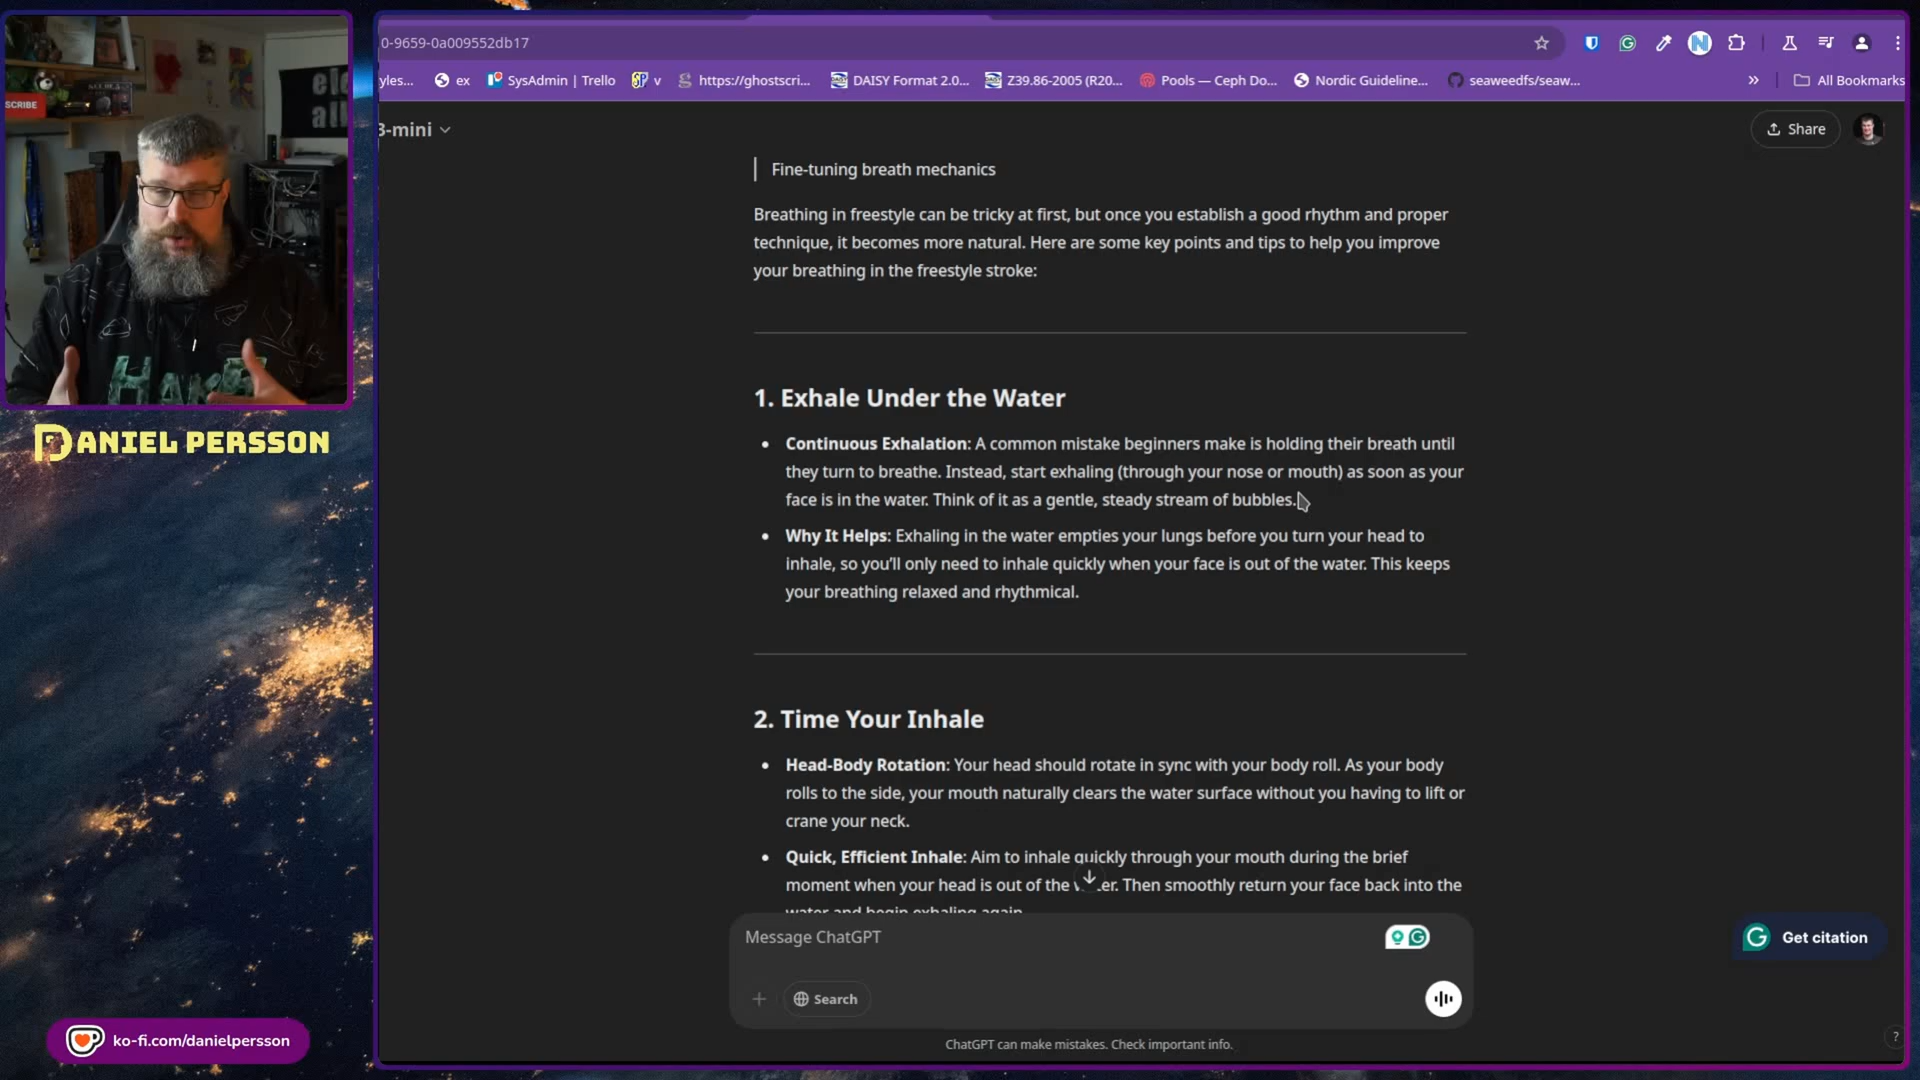 0-9659-0a009552db17
yles...
ex
SysAdmin | Trello
v
https://ghostscri...
DAISY Format 2.0...
Z39.86-2005 (R20...
Pools — Ceph Do...
Nordic Guideline...
seaweedfs/seaw...
»
All Bookmarks
3-mini
Share
Fine-tuning breath mechanics
Breathing in freestyle can be tricky at first, but once you establish a good rhythm and proper
technique, it becomes more natural. Here are some key points and tips to help you improve
your breathing in the freestyle stroke:
1. Exhale Under the Water
• Continuous Exhalation: A common mistake beginners make is holding their breath until
they turn to breathe. Instead, start exhaling (through your nose or mouth) as soon as your
face is in the water. Think of it as a gentle, steady stream of bubbles.
• Why It Helps: Exhaling in the water empties your lungs before you turn your head to
inhale, so you’ll only need to inhale quickly when your face is out of the water. This keeps
your breathing relaxed and rhythmical.
2. Time Your Inhale
• Head-Body Rotation: Your head should rotate in sync with your body roll. As your body
rolls to the side, your mouth naturally clears the water surface without you having to lift or
crane your neck.
• Quick, Efficient Inhale: Aim to inhale quickly through your mouth during the brief
moment when your head is out of the water. Then smoothly return your face back into the
water and begin exhaling again.
Message ChatGPT
Search
ChatGPT can make mistakes. Check important info.
Get citation
?
SCRIBE
DANIEL PERSSON
ko-fi.com/danielpersson